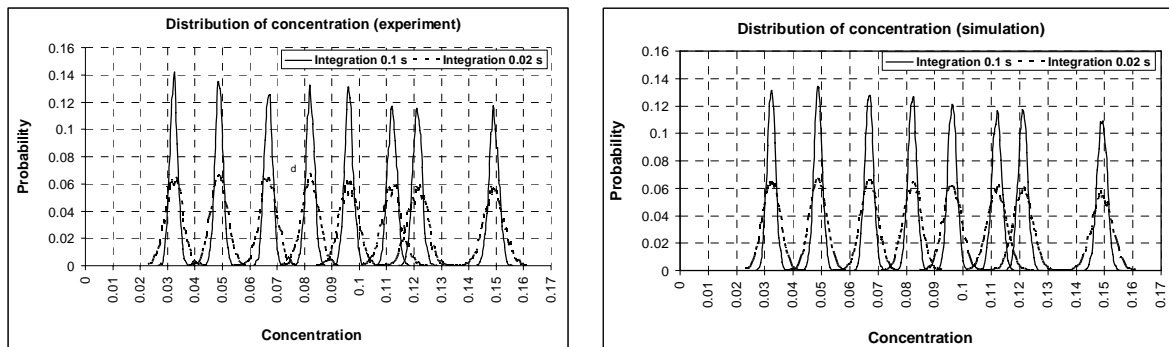 Distribution of concentration (experiment)
Integration 0.1 s Integration 0.02 s
Probability
0.16
0.14
0.12
0.1
0.08
0.06
0.04
0.02
0
d
0 0.01 0.02 0.03 0.04 0.05 0.06 0.07 0.08 0.09 0.1 0.11 0.12 0.13 0.14 0.15 0.16 0.17
Concentration
Distribution of concentration (simulation)
Integration 0.1 s Integration 0.02 s
Probability
0.16
0.14
0.12
0.1
0.08
0.06
0.04
0.02
0
0 0.01 0.02 0.03 0.04 0.05 0.06 0.07 0.08 0.09 0.1 0.11 0.12 0.13 0.14 0.15 0.16 0.17
Concentration